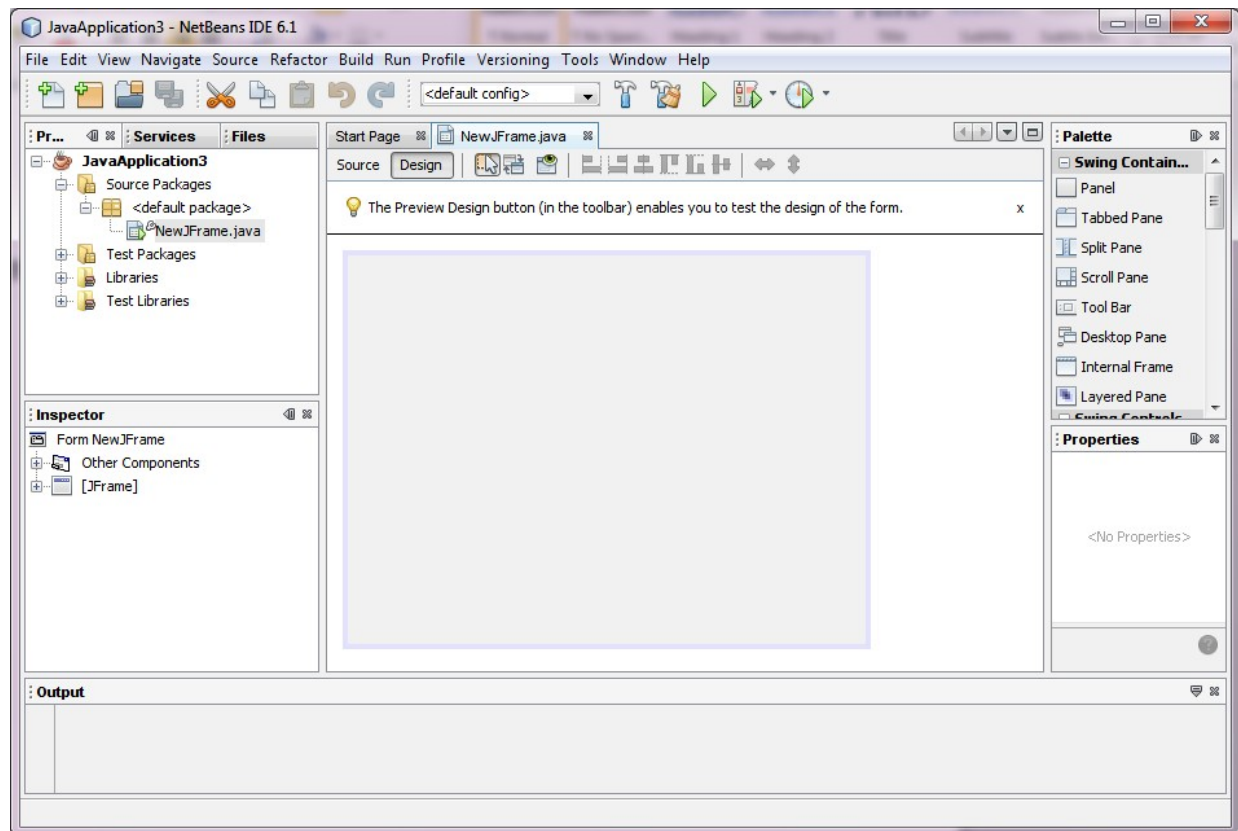 JavaApplication3 - NetBeans IDE 6.1
File Edit View Navigate Source Refactor Build Run Profile Versioning Tools Window Help
<default config>
Pr... Services Files
JavaApplication3
Source Packages
<default package>
NewJFrame.java
Test Packages
Libraries
Test Libraries
Inspector
Form NewJFrame
Other Components
[JFrame]
Start Page NewJFrame.java
Source Design
The Preview Design button (in the toolbar) enables you to test the design of the form. x
Palette
Swing Contain...
Panel
Tabbed Pane
Split Pane
Scroll Pane
Tool Bar
Desktop Pane
Internal Frame
Layered Pane
Swing Controls
Properties
<No Properties>
Output